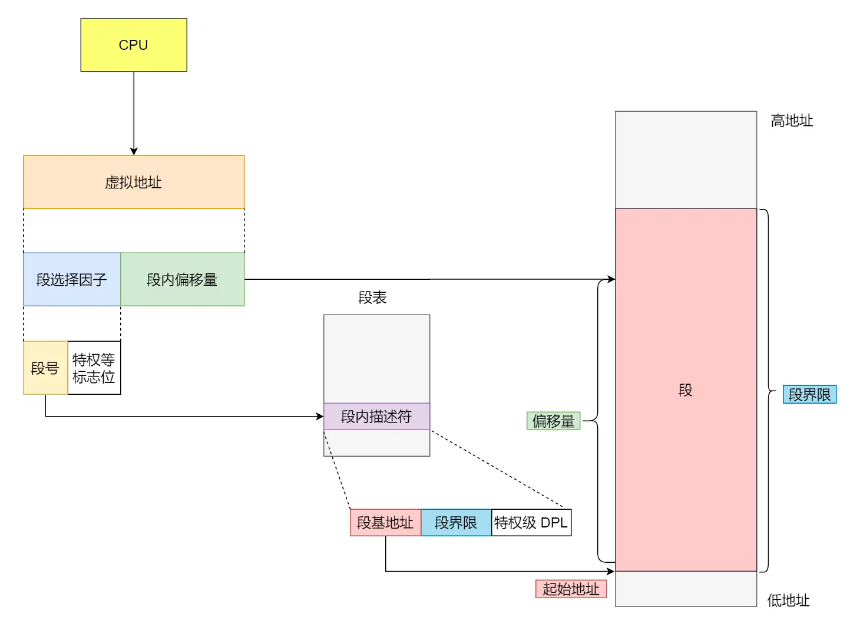 CPU
高地址
虚拟地址
段选择因子
段内偏移量
段表
段号
特权等
标志位
段内描述符
段
段界限
偏移量
段基地址
段界限
特权级 DPL
起始地址
低地址